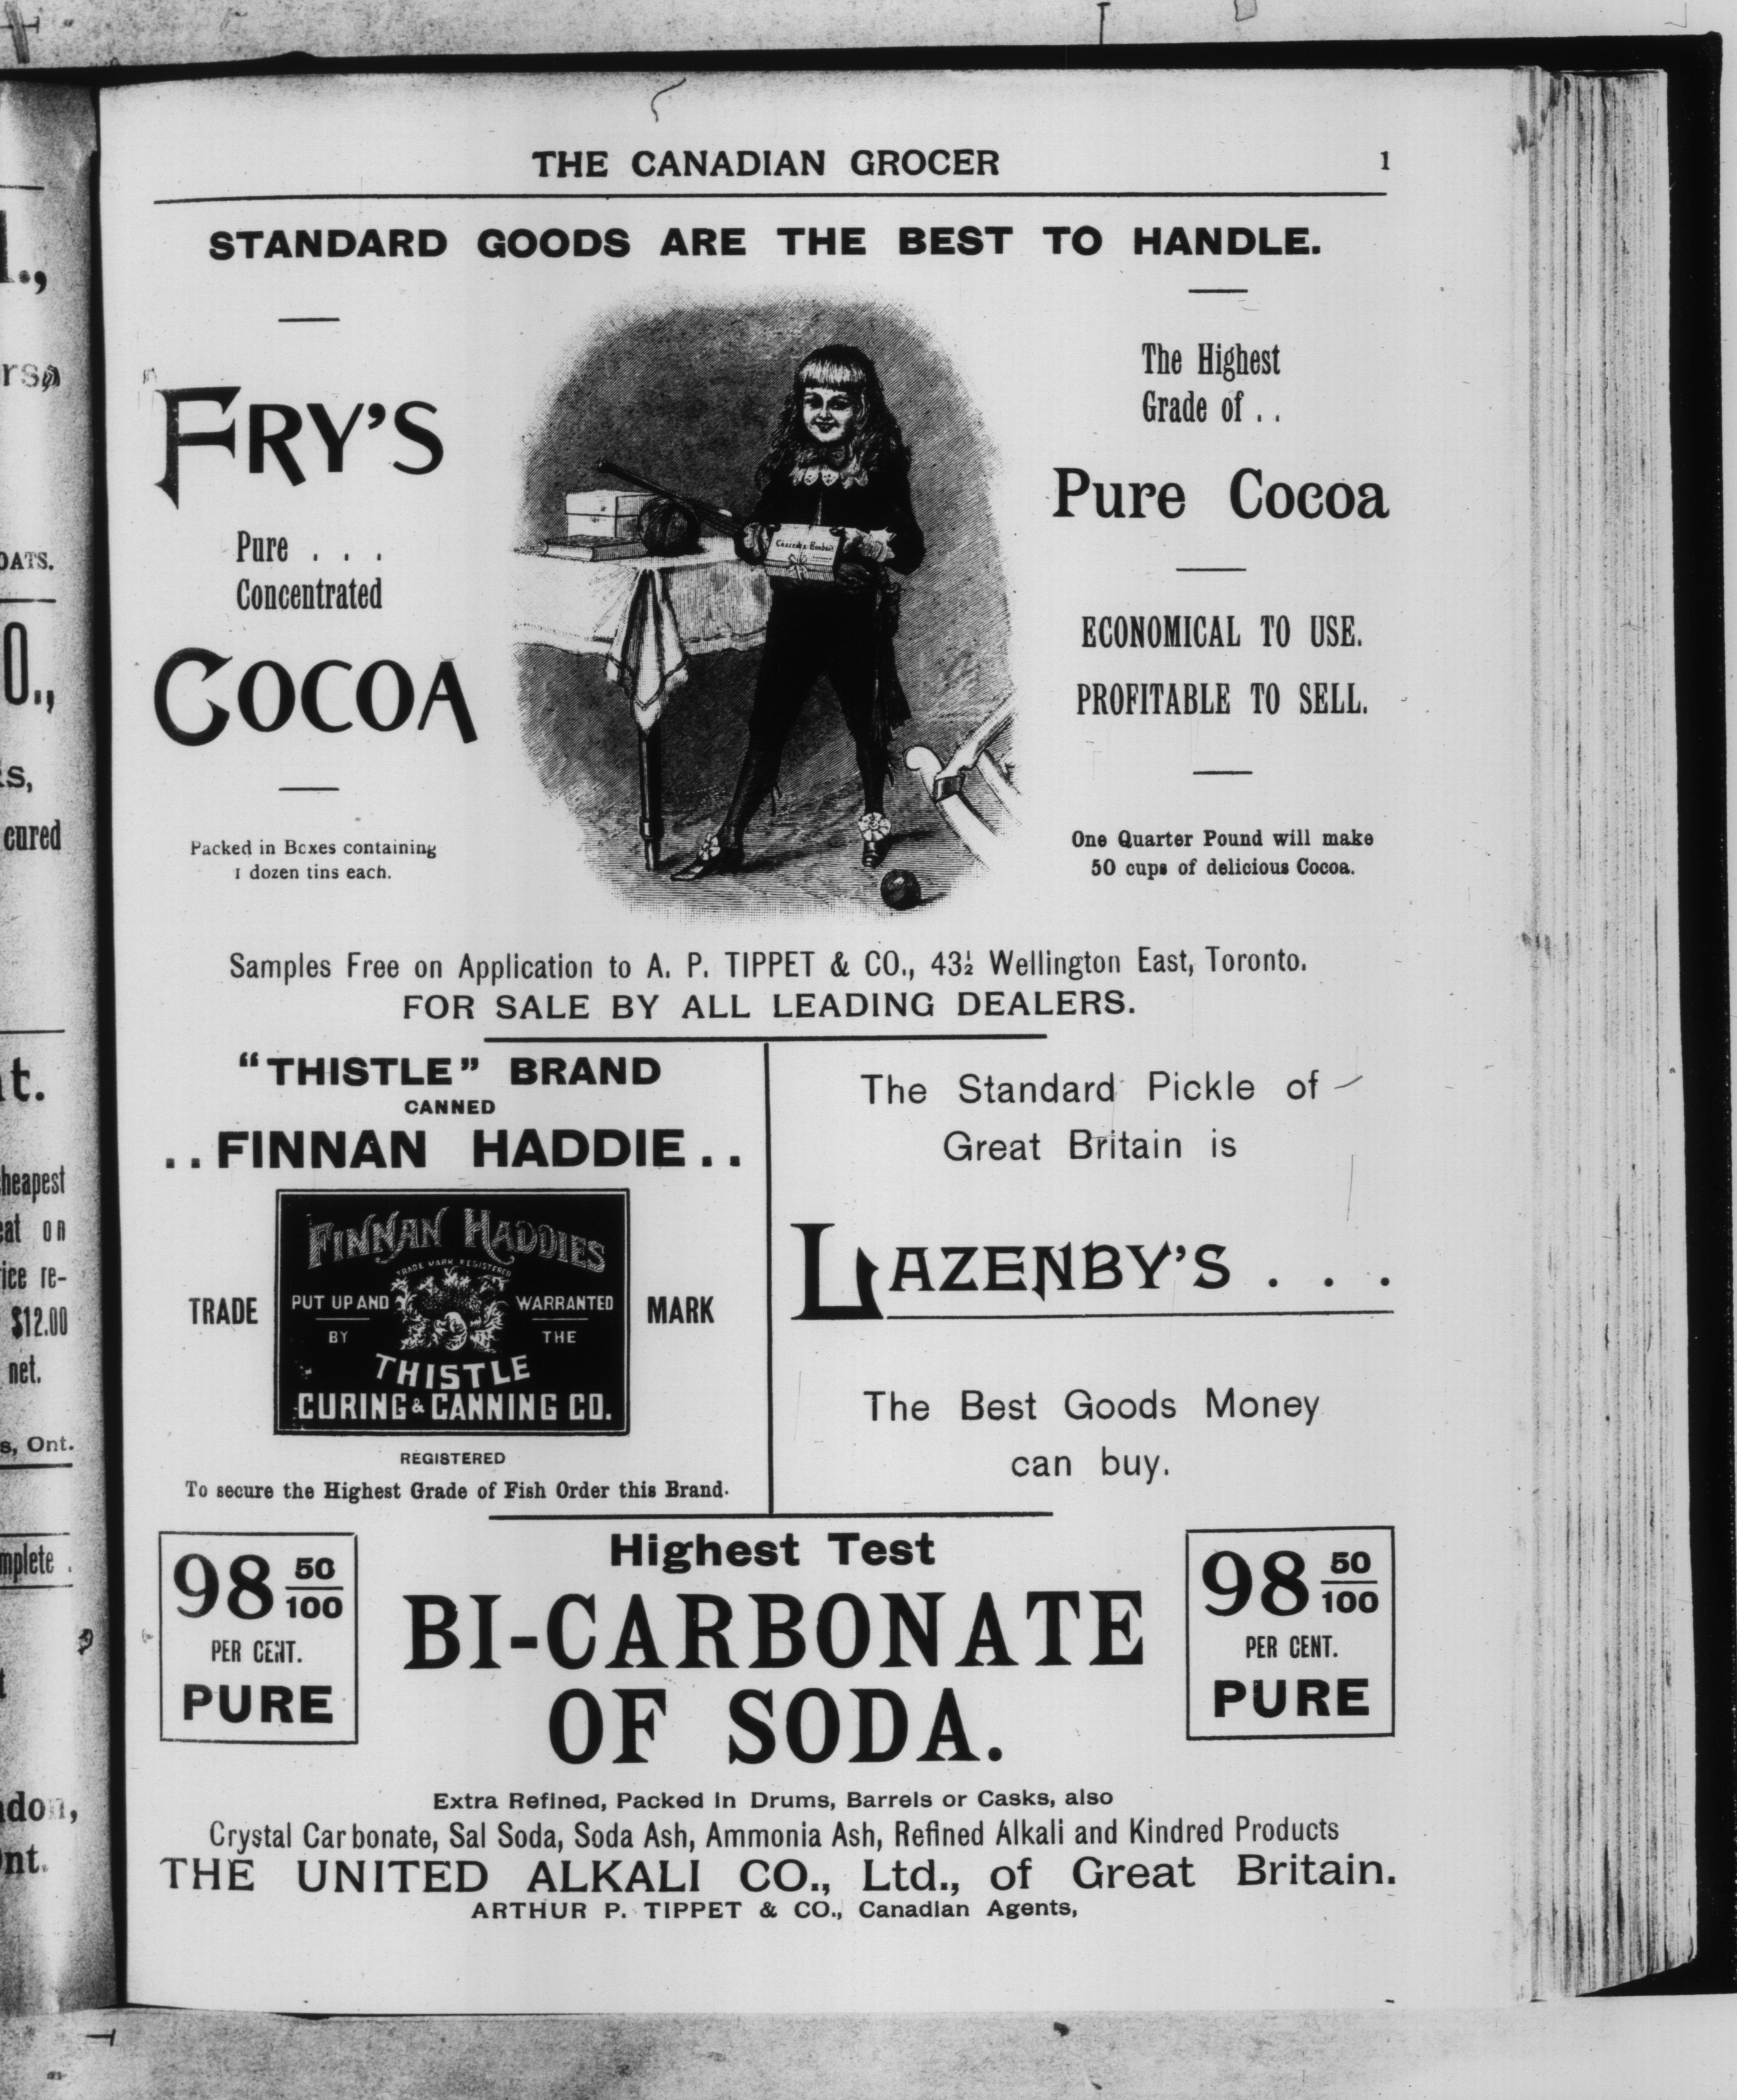 THE CANADIAN GROCER 1
STANDARD GOODS ARE THE BEST TO HANDLE.
FRY'S
Pure . . .
Concentrated
COCOA
Packed in Boxes containing
1 dozen tins each.
The Highest
Grade of . .
Pure Cocoa
ECONOMICAL TO USE.
PROFITABLE TO SELL.
One Quarter Pound will make
50 cups of delicious Cocoa.
Samples Free on Application to A. P. TIPPET & CO., 43½ Wellington East, Toronto.
FOR SALE BY ALL LEADING DEALERS.
"THISTLE" BRAND
CANNED
. . FINNAN HADDIE . .
TRADE MARK
FINNAN HADDIES
TRADE MARK REGISTERED
PUT UP AND WARRANTED
BY THE
THISTLE
CURING & CANNING CO.
REGISTERED
To secure the Highest Grade of Fish Order this Brand.
The Standard Pickle of
Great Britain is
LAZENBY'S . . .
The Best Goods Money
can buy.
98 50/100
PER CENT.
PURE
Highest Test
BI-CARBONATE
OF SODA.
98 50/100
PER CENT.
PURE
Extra Refined, Packed in Drums, Barrels or Casks, also
Crystal Carbonate, Sal Soda, Soda Ash, Ammonia Ash, Refined Alkali and Kindred Products
THE UNITED ALKALI CO., Ltd., of Great Britain.
ARTHUR P. TIPPET & CO., Canadian Agents,
OATS.
O.,
cured
on
$12.00
net.
Ont.